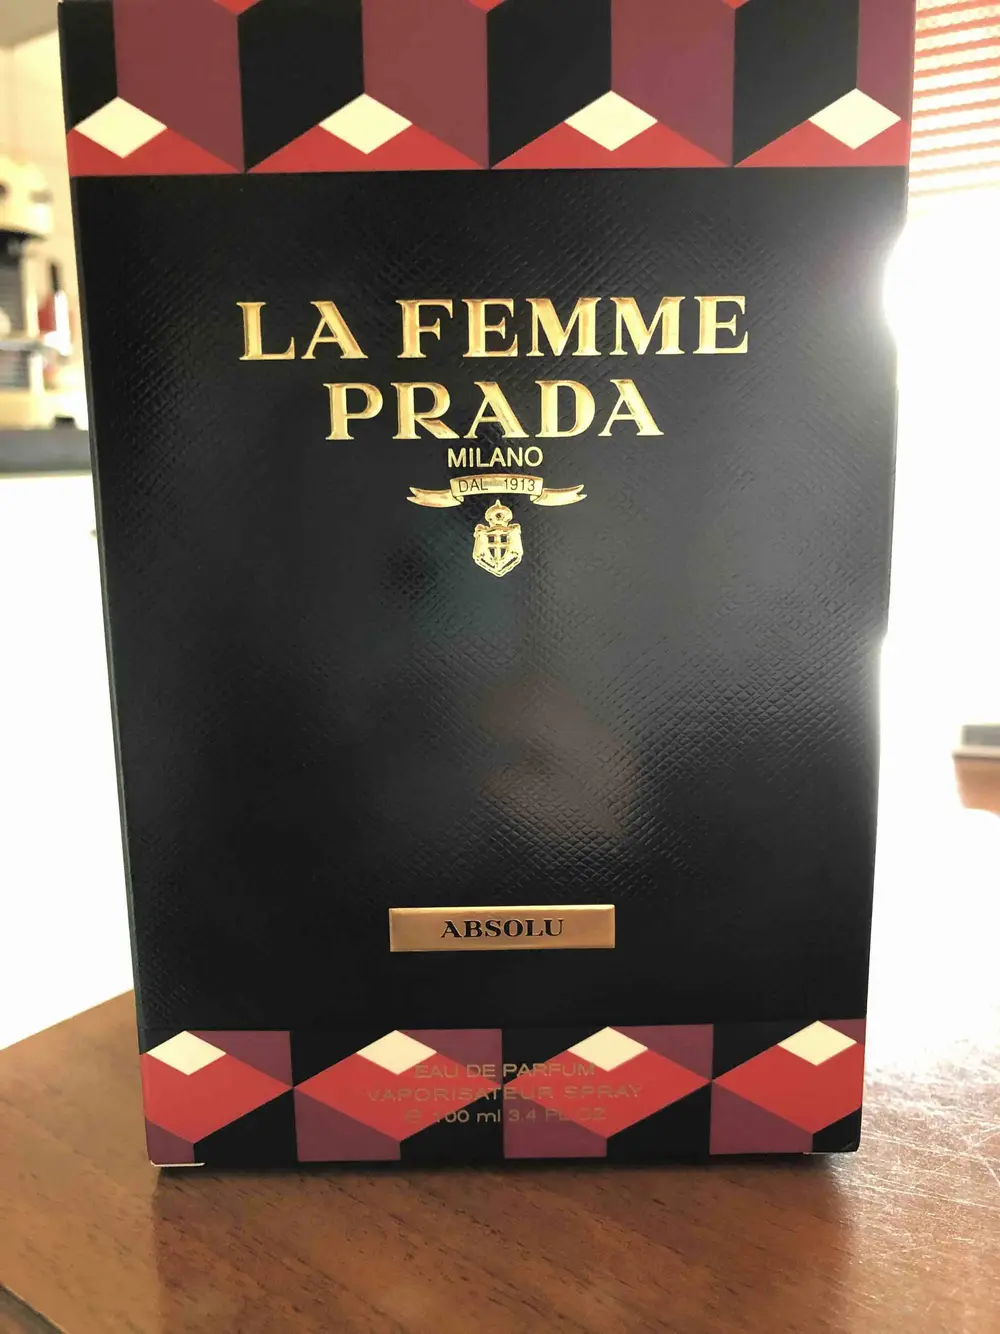 LA FEMME
PRADA
MILANO
DAL 1913
ABSOLU
EAU DE PARFUM
VAPORISATEUR SPRAY
e 100 ml 3.4 FL. OZ